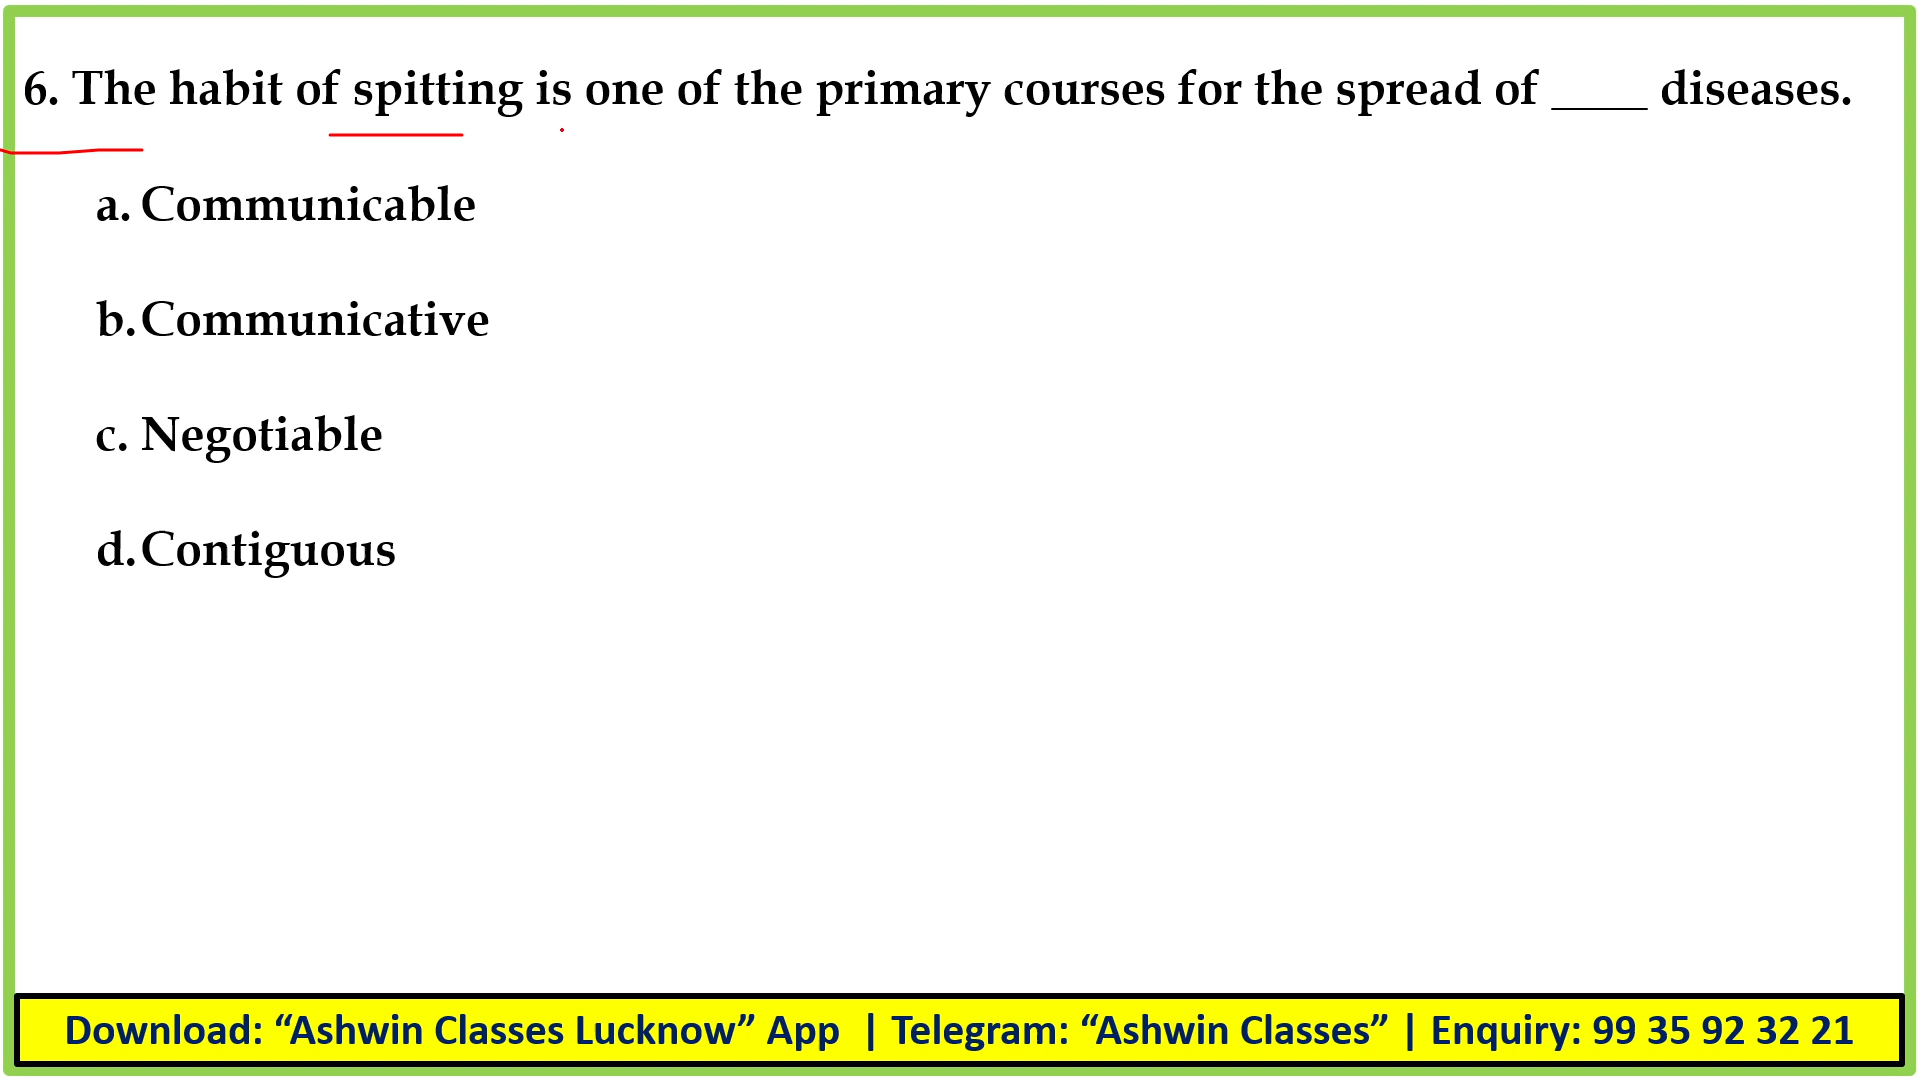 6. The habit of spitting is one of the primary courses for the spread of ____ diseases.
a. Communicable
b. Communicative
c. Negotiable
d. Contiguous
Download: “Ashwin Classes Lucknow” App | Telegram: “Ashwin Classes” | Enquiry: 99 35 92 32 21